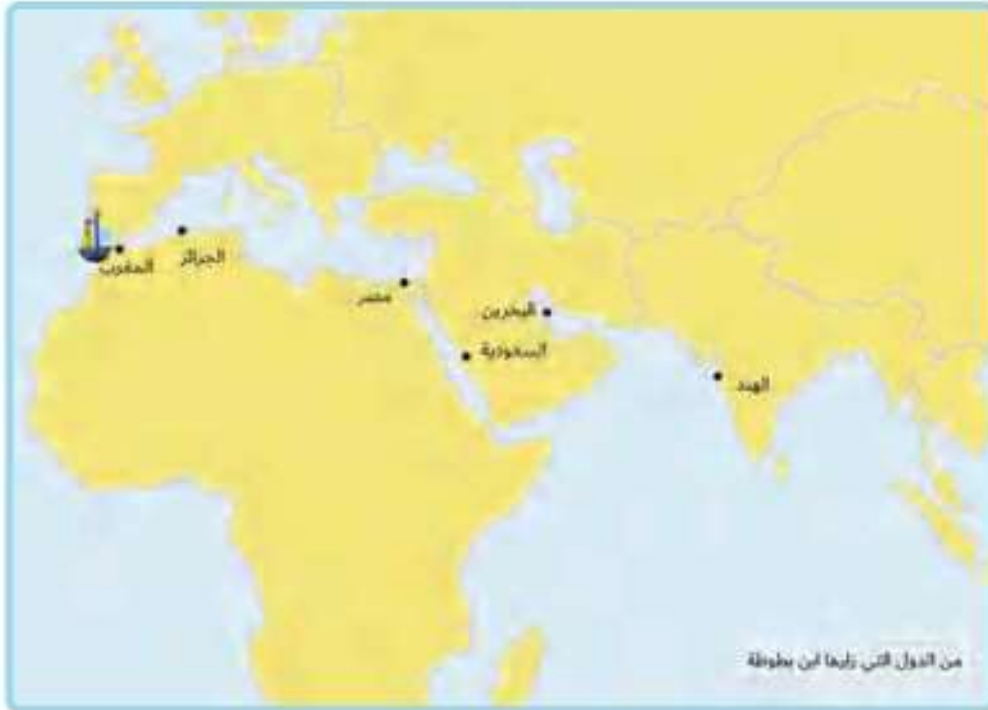 المغرب
الجزائر
مصر
البحرين
السعودية
الهند
من الدول التي زارها ابن بطوطة